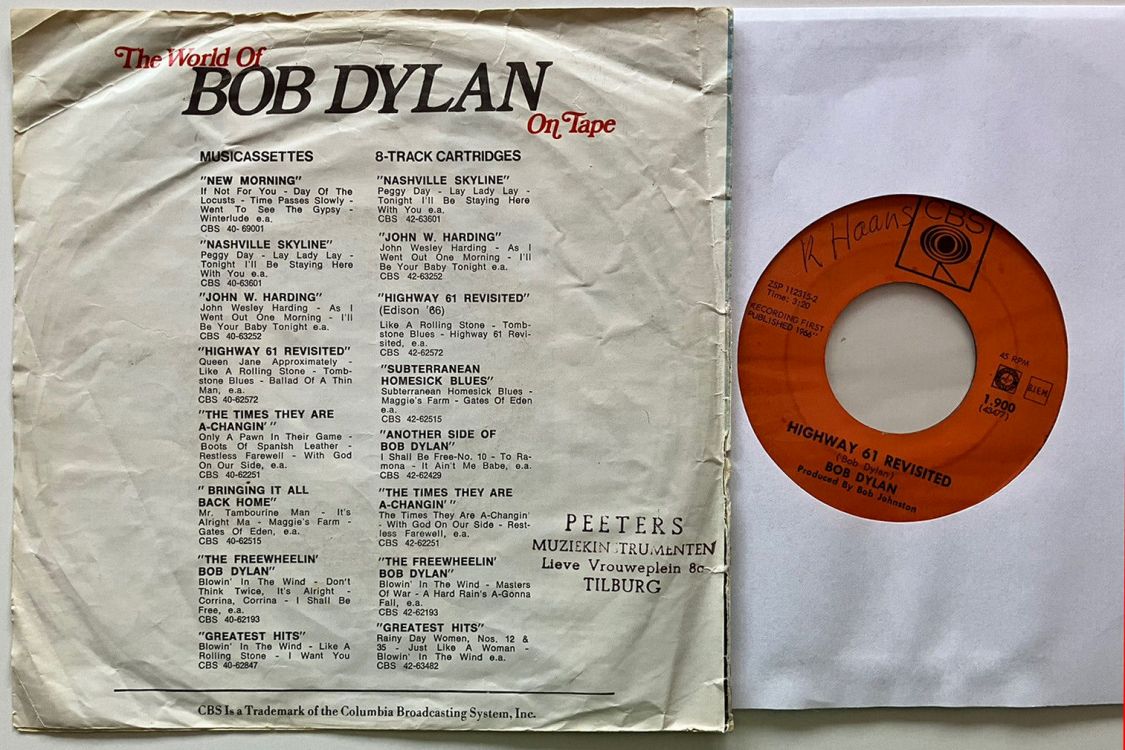 The World Of
BOB DYLAN
On Tape
MUSICASSETTES
"NEW MORNING"
If Not For You - Day Of The
Locusts - Time Passes Slowly -
Went To See The Gypsy -
Winterlude e.a.
CBS 40-69001
"NASHVILLE SKYLINE"
Peggy Day - Lay Lady Lay -
Tonight I'll Be Staying Here
With You e.a.
CBS 40-63601
"JOHN W. HARDING"
John Wesley Harding - As I
Went Out One Morning - I'll
Be Your Baby Tonight e.a.
CBS 40-63252
"HIGHWAY 61 REVISITED"
Queen Jane Approximately -
Like A Rolling Stone - Tomb-
stone Blues - Ballad Of A Thin
Man, e.a.
CBS 40-62572
"THE TIMES THEY ARE
A-CHANGIN'"
Only A Pawn In Their Game -
Boots Of Spanish Leather -
Restless Farewell - With God
On Our Side, e.a.
CBS 40-62251
"BRINGING IT ALL
BACK HOME"
Mr. Tambourine Man - It's
Alright Ma - Maggie's Farm -
Gates Of Eden, e.a.
CBS 40-62515
"THE FREEWHEELIN'
BOB DYLAN"
Blowin' In The Wind - Don't
Think Twice, It's Alright -
Corrina, Corrina - I Shall Be
Free, e.a.
CBS 40-62193
"GREATEST HITS"
Blowin' In The Wind - Like A
Rolling Stone - I Want You
CBS 40-62847
8-TRACK CARTRIDGES
"NASHVILLE SKYLINE"
Peggy Day - Lay Lady Lay -
Tonight I'll Be Staying Here
With You e.a.
CBS 42-63601
"JOHN W. HARDING"
John Wesley Harding - As I
Went Out One Morning - I'll
Be Your Baby Tonight e.a.
CBS 42-63252
"HIGHWAY 61 REVISITED"
(Edison '66)
Like A Rolling Stone - Tomb-
stone Blues - Highway 61 Revi-
sited, e.a.
CBS 42-62572
"SUBTERRANEAN
HOMESICK BLUES"
Subterranean Homesick Blues -
Maggie's Farm - Gates Of Eden
e.a.
CBS 42-62515
"ANOTHER SIDE OF
BOB DYLAN"
I Shall Be Free-No. 10 - To Ra-
mona - It Ain't Me Babe, e.a.
CBS 42-62429
"THE TIMES THEY ARE
A-CHANGIN'"
The Times They Are A-Changin'
- With God On Our Side - Rest-
less Farewell, e.a.
CBS 42-62251
"THE FREEWHEELIN'
BOB DYLAN"
Blowin' In The Wind - Masters
Of War - A Hard Rain's A-Gonna
Fall, e.a.
CBS 42-62193
"GREATEST HITS"
Rainy Day Women, Nos. 12 &
35 - Just Like A Woman -
Blowin' In The Wind e.a.
CBS 42-63482
PEETERS
MUZIEKINSTRUMENTEN
Lieve Vrouweplein 8c
TILBURG
CBS Is a Trademark of the Columbia Broadcasting System, Inc.
R Haans
CBS
ZSP 112315-2
Time: 3:20
RECORDING FIRST
PUBLISHED 1966"
45 RPM
B.I.E.M.
1.900
(4347)
HIGHWAY 61 REVISITED
('Bob Dylan')
BOB DYLAN
Produced By Bob Johnston